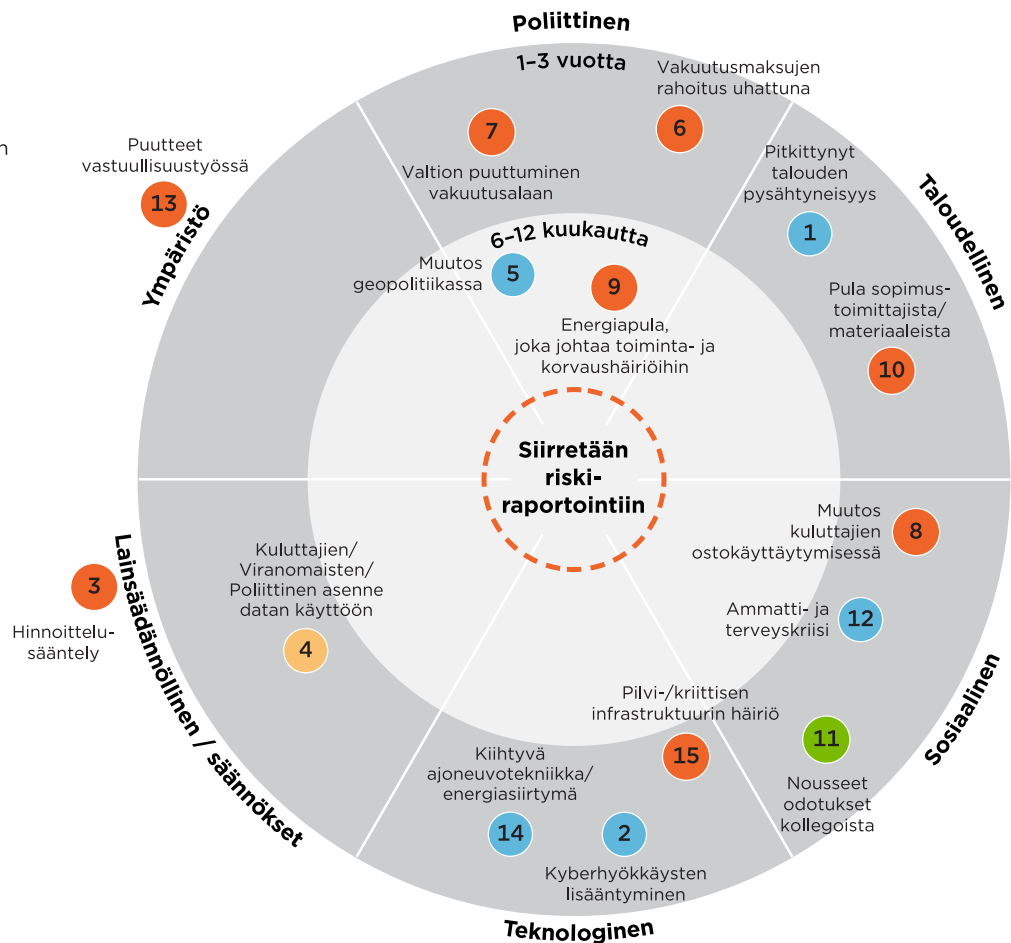 Poliittinen
1–3 vuotta
Vakuutusmaksujen
rahoitus uhattuna
6
7
Valtion puuttuminen
vakuutusalaan
n
Puutteet
vastuullisuustyössä
13
Ympäristö
Pitkittynyt
talouden
pysähtyneisyys
1
Taloudellinen
Pula sopimus-
toimittajista/
materiaaleista
10
6–12 kuukautta
Muutos
geopolitiikassa
5
9
Energiapula,
joka johtaa toiminta- ja
korvaushäiriöihin
Siirretään
riski-
raportointiin
Muutos
kuluttajien
ostokäyttäytymisessä
8
Ammatti- ja
terveyskriisi
12
Sosiaalinen
11
Nousseet
odotukset
kollegoista
3
Hinnoittelu-
sääntely
Lainsäädännöllinen / säännökset
Kuluttajien/
Viranomaisten/
Poliittinen asenne
datan käyttöön
4
Pilvi-/kriittisen
infrastruktuurin häiriö
15
Kiihtyvä
ajoneuvotekniikka/
energiasiirtymä
14
2
Kyberhyökkäysten
lisääntyminen
Teknologinen